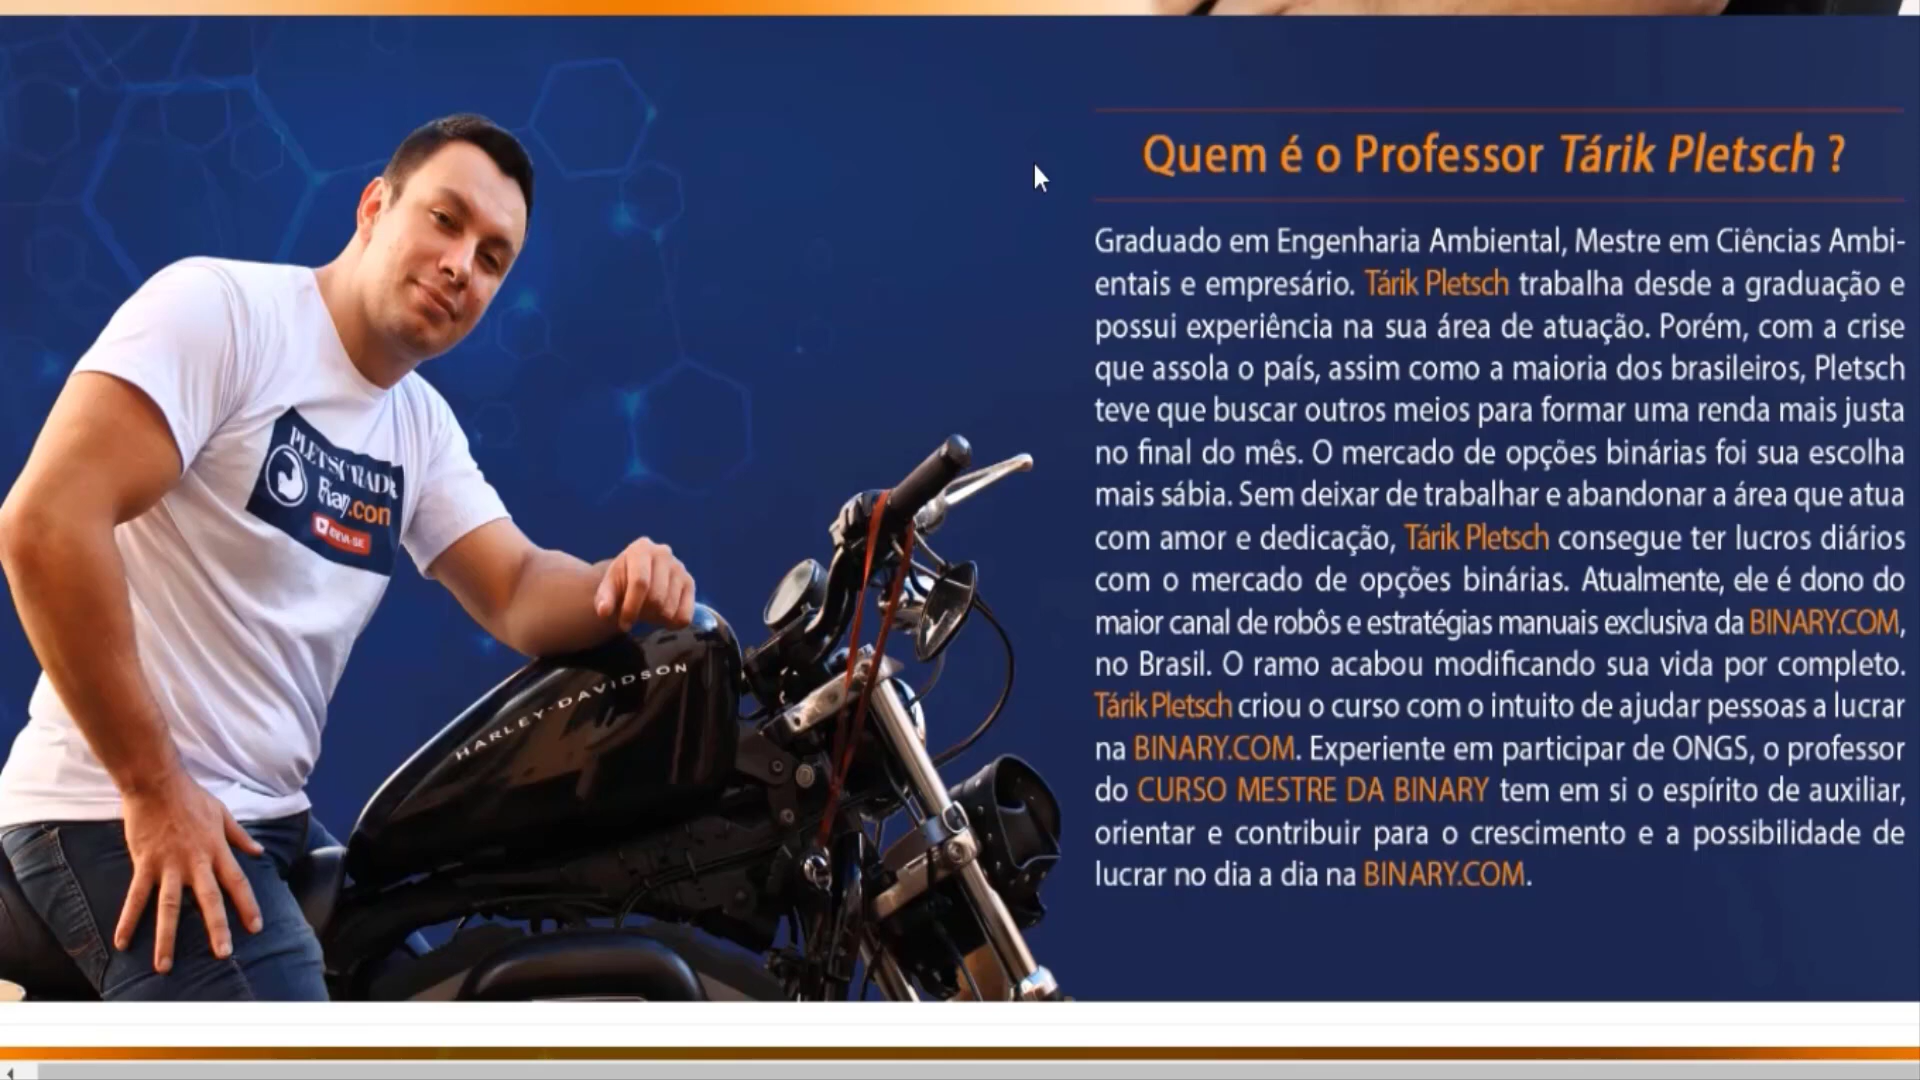 Quem é o Professor Tárik Pletsch ?
Graduado em Engenharia Ambiental, Mestre em Ciências Ambi-
entais e empresário. Tárik Pletsch trabalha desde a graduação e
possui experiência na sua área de atuação. Porém, com a crise
que assola o país, assim como a maioria dos brasileiros, Pletsch
teve que buscar outros meios para formar uma renda mais justa
no final do mês. O mercado de opções binárias foi sua escolha
mais sábia. Sem deixar de trabalhar e abandonar a área que atua
com amor e dedicação, Tárik Pletsch consegue ter lucros diários
com o mercado de opções binárias. Atualmente, ele é dono do
maior canal de robôs e estratégias manuais exclusiva da BINARY.COM,
no Brasil. O ramo acabou modificando sua vida por completo.
Tárik Pletsch criou o curso com o intuito de ajudar pessoas a lucrar
na BINARY.COM. Experiente em participar de ONGS, o professor
do CURSO MESTRE DA BINARY tem em si o espírito de auxiliar,
orientar e contribuir para o crescimento e a possibilidade de
lucrar no dia a dia na BINARY.COM.
HARLEY-DAVIDSON